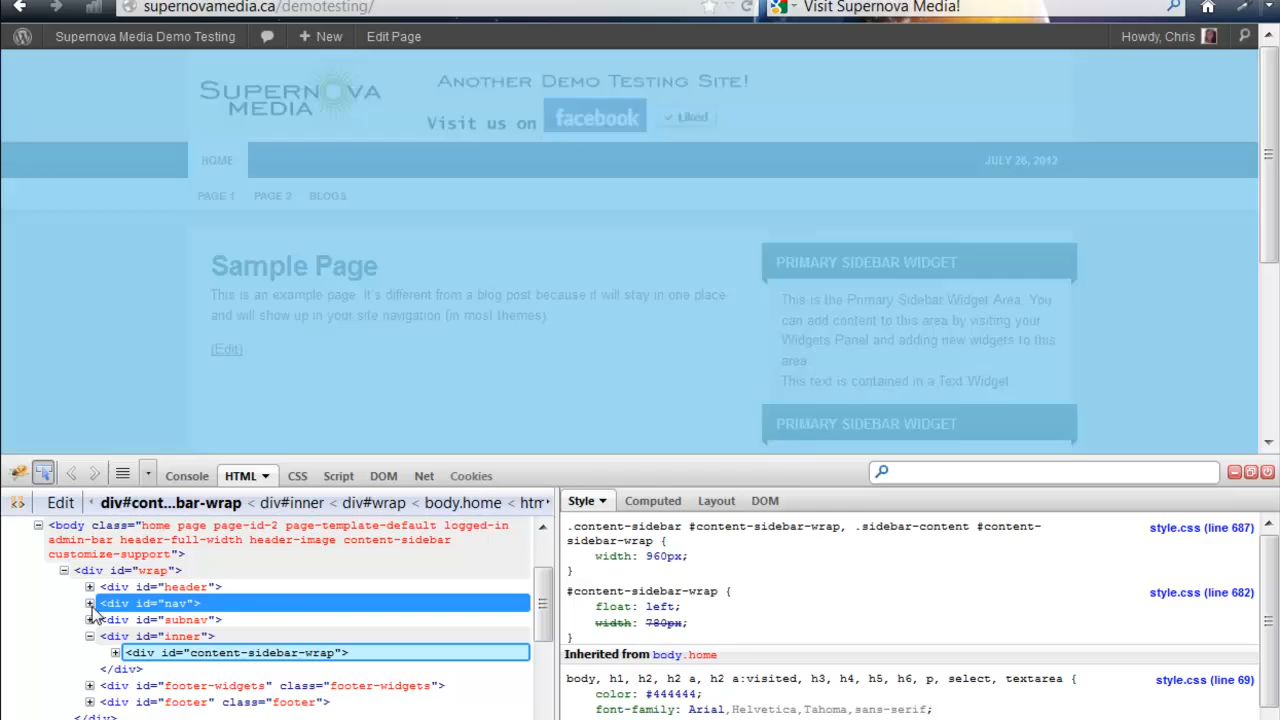 supernovamedia.ca/demotesting/
Visit Supernova Media!
Supernova Media Demo Testing
New
Edit Page
Howdy, Chris
SUPERNOVA
MEDIA
ANOTHER DEMO TESTING SITE!
Visit us on facebook ✓ Liked
HOME
JULY 26, 2012
PAGE 1 PAGE 2 BLOGS
Sample Page
This is an example page. It's different from a blog post because it will stay in one place
and will show up in your site navigation (in most themes)
(Edit)
PRIMARY SIDEBAR WIDGET
This is the Primary Sidebar Widget Area. You
can add content to this area by visiting your
Widgets Panel and adding new widgets to this
area.
This text is contained in a Text Widget
PRIMARY SIDEBAR WIDGET
Console HTML CSS Script DOM Net Cookies
Edit div#cont...bar-wrap < div#inner < div#wrap < body.home < htm
<body class="home page page-id-2 page-template-default logged-in
admin-bar header-full-width header-image content-sidebar
customize-support">
<div id="wrap">
<div id="header">
<div id="nav">
<div id="subnav">
<div id="inner">
<div id="content-sidebar-wrap">
</div>
<div id="footer-widgets" class="footer-widgets">
<div id="footer" class="footer">
</div>
Style Computed Layout DOM
.content-sidebar #content-sidebar-wrap, .sidebar-content #content- style.css (line 687)
sidebar-wrap {
width: 960px;
}
#content-sidebar-wrap { style.css (line 682)
float: left;
width: 780px;
}
Inherited from body.home
body, h1, h2, h2 a, h2 a:visited, h3, h4, h5, h6, p, select, textarea { style.css (line 69)
color: #444444;
font-family: Arial,Helvetica,Tahoma,sans-serif;